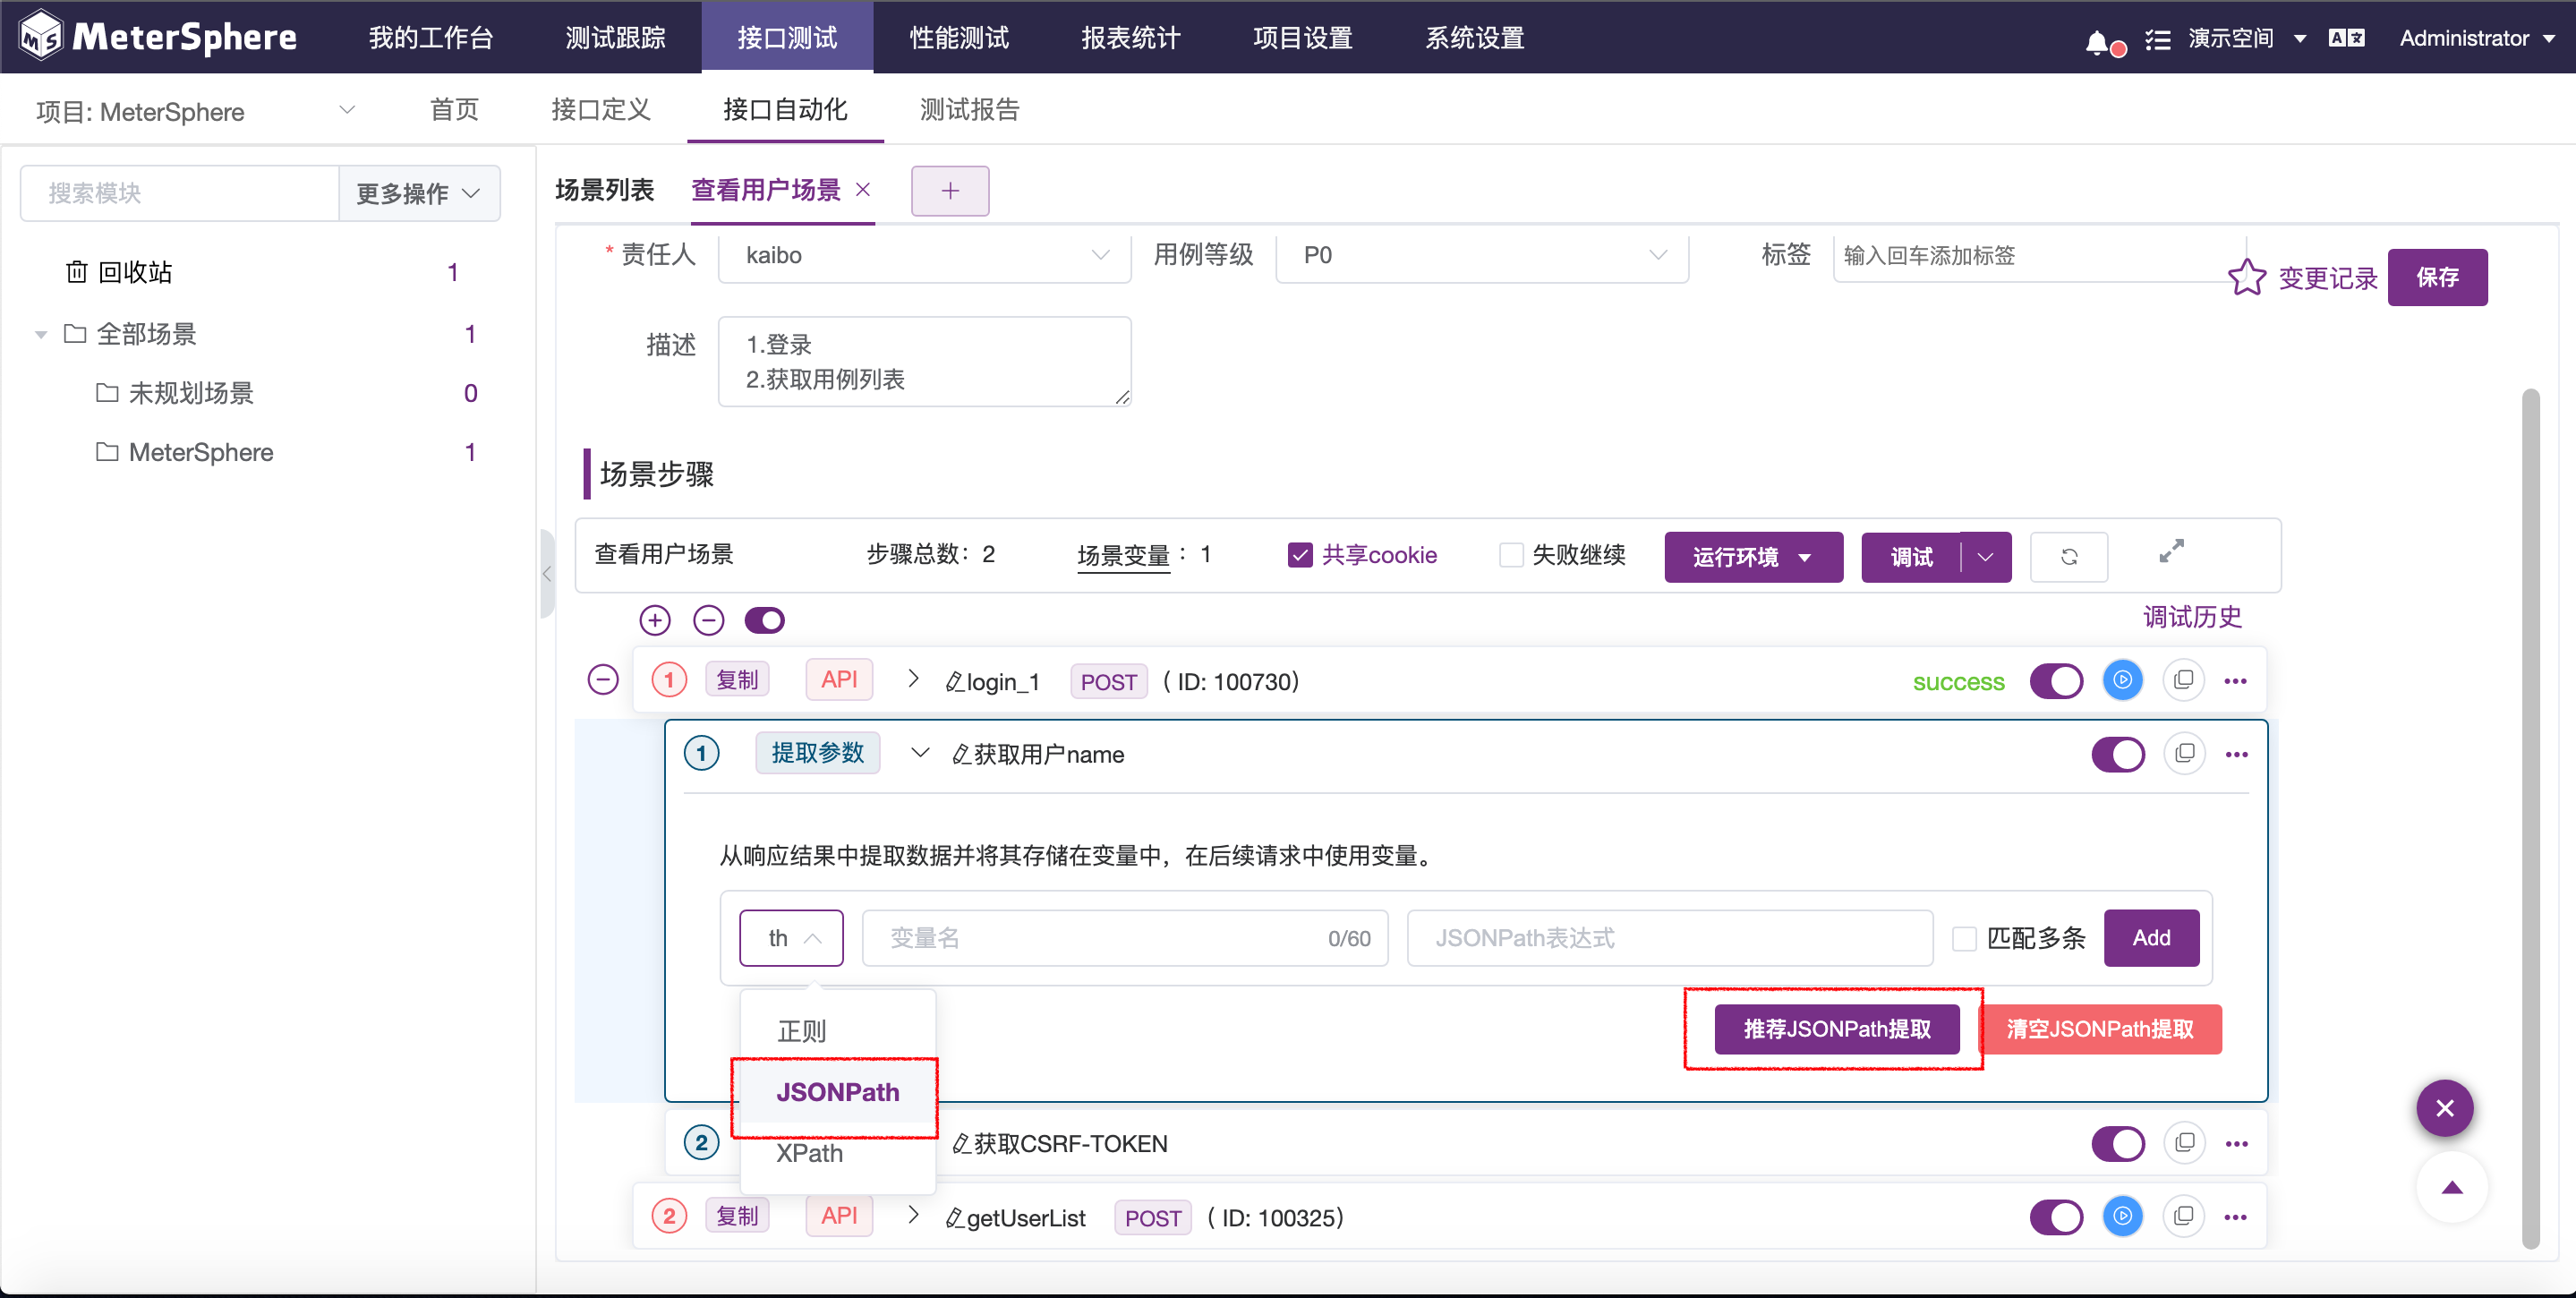 MeterSphere 我的工作台 测试跟踪 接口测试 性能测试 报表统计 项目设置 系统设置 演示空间 Administrator
项目: MeterSphere 首页 接口定义 接口自动化 测试报告
搜索模块 更多操作
回收站 1
全部场景 1
未规划场景 0
MeterSphere 1
场景列表 查看用户场景
* 责任人 kaibo 用例等级 P0 标签 输入回车添加标签
变更记录 保存
描述 1.登录
2.获取用例列表
场景步骤
查看用户场景 步骤总数: 2 场景变量 : 1 共享cookie 失败继续 运行环境 调试
调试历史
1 复制 API login_1 POST ( ID: 100730) success
1 提取参数 获取用户name
从响应结果中提取数据并将其存储在变量中，在后续请求中使用变量。
th 变量名 0/60 JSONPath表达式 匹配多条 Add
推荐JSONPath提取 清空JSONPath提取
正则
JSONPath
XPath
2 获取CSRF-TOKEN
2 复制 API getUserList POST ( ID: 100325)